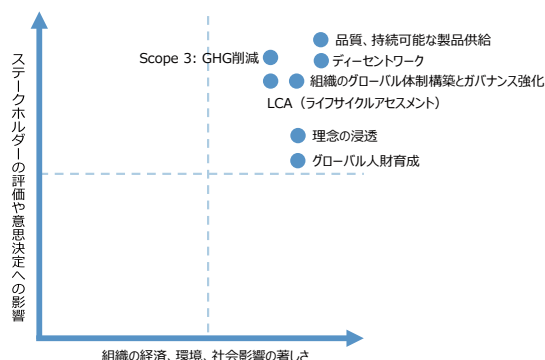 品質、持続可能な製品供給
Scope 3: GHG削減
ディーセントワーク
組織のグローバル体制構築とガバナンス強化
LCA（ライフサイクルアセスメント）
理念の浸透
グローバル人財育成
ステークホルダーの評価や意思決定への影響
組織の経済、環境、社会影響の著しさ